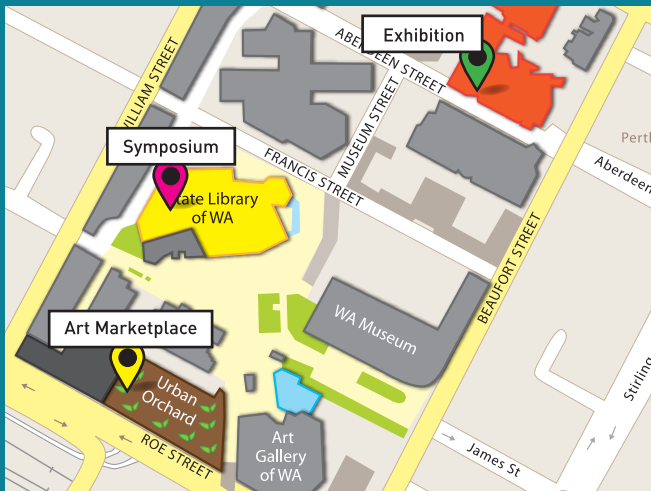 Exhibition
ABERDEEN STREET
WILLIAM STREET
MUSEUM STREET
Perth
Aberdeen
Symposium
FRANCIS STREET
State Library
of WA
BEAUFORT STREET
WA Museum
Art Marketplace
Urban
Orchard
Stirling
ROE STREET
Art
Gallery
of WA
James St